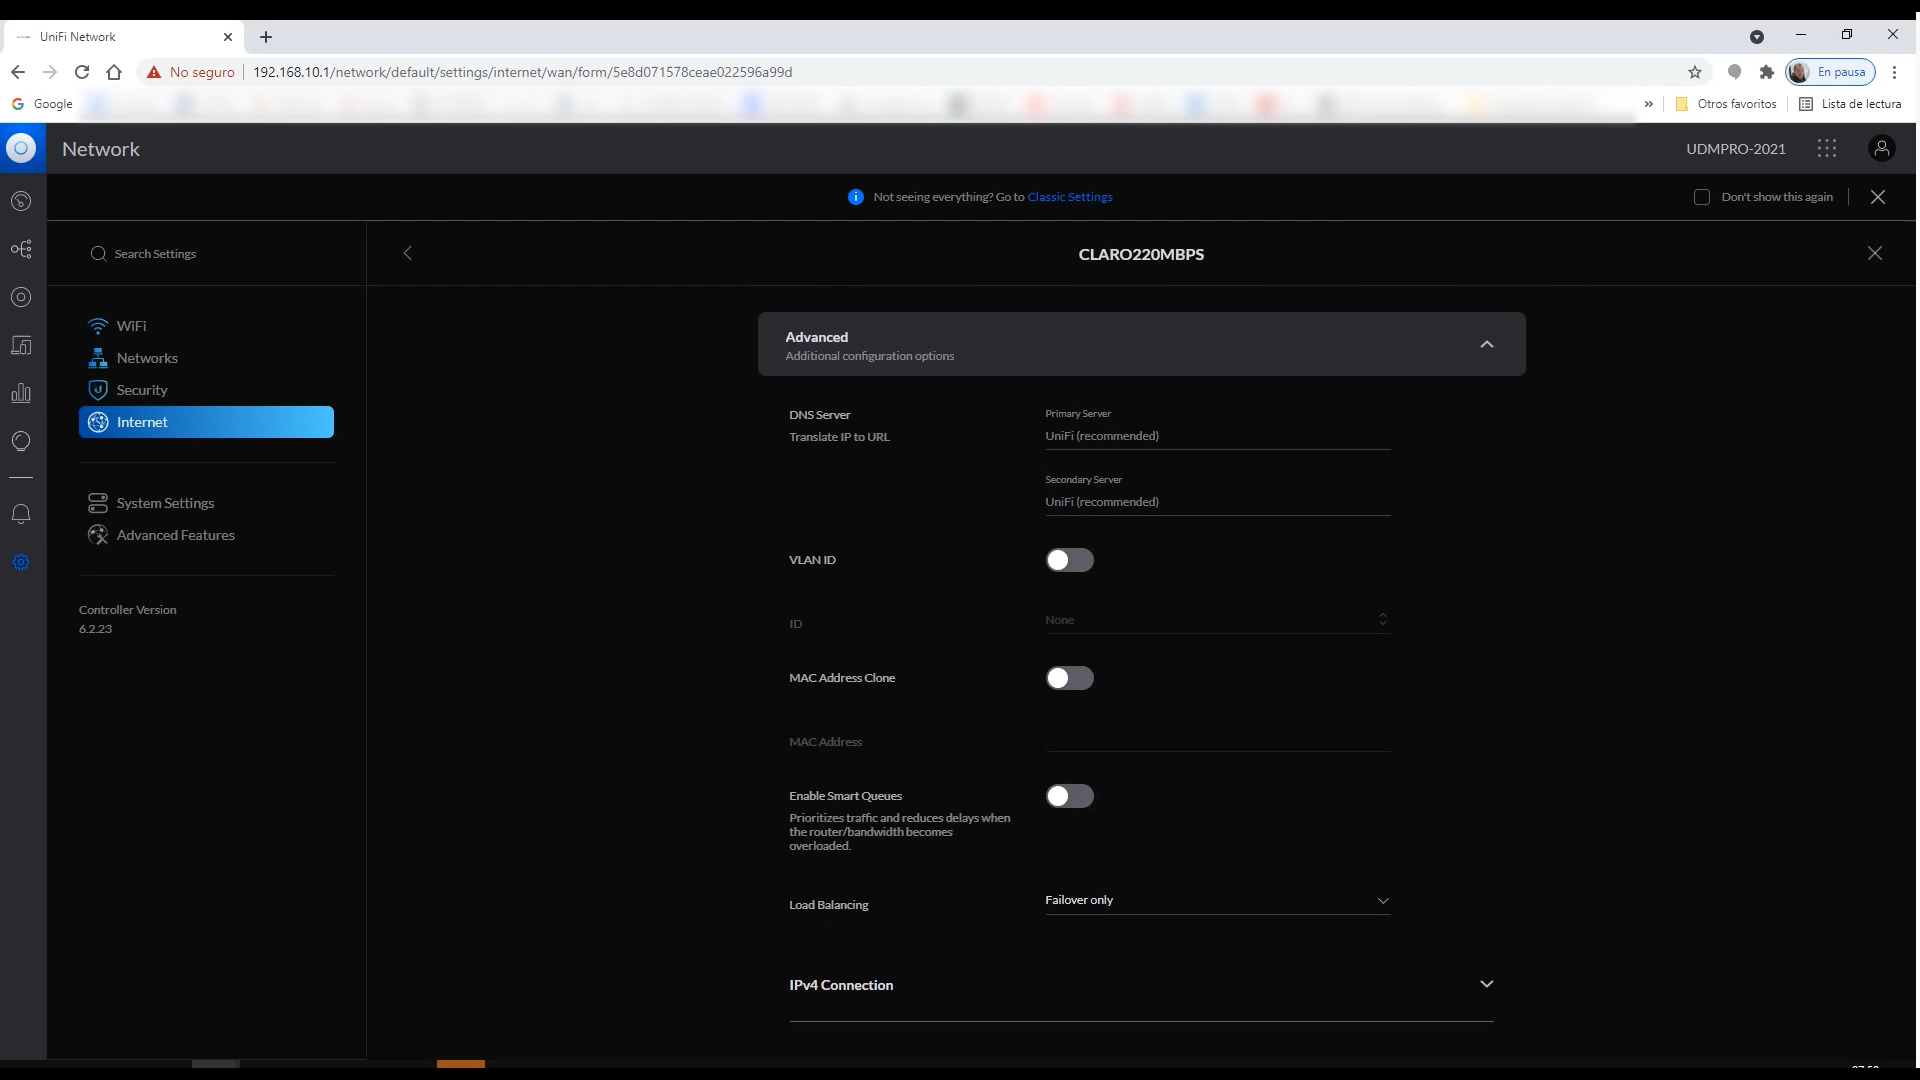 UniFi Network
No seguro
192.168.10.1/network/default/settings/internet/wan/form/5e8d071578ceae022596a99d
En pausa
Google
»
Otros favoritos
Lista de lectura
Network
UDMPRO-2021
Not seeing everything? Go to Classic Settings
Don't show this again
Search Settings
CLARO220MBPS
WiFi
Networks
Security
Internet
System Settings
Advanced Features
Controller Version
6.2.23
Advanced
Additional configuration options
DNS Server
Translate IP to URL
Primary Server
UniFi (recommended)
Secondary Server
UniFi (recommended)
VLAN ID
ID
None
MAC Address Clone
MAC Address
Enable Smart Queues
Prioritizes traffic and reduces delays when
the router/bandwidth becomes
overloaded.
Load Balancing
Failover only
IPv4 Connection